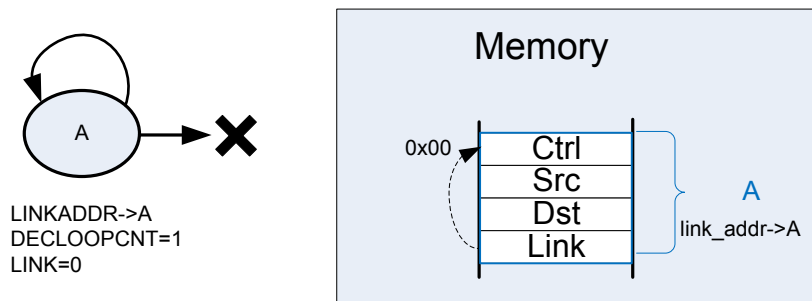 A
LINKADDR->A
DECLOOPCNT=1
LINK=0
Memory
0x00
Ctrl
Src
Dst
Link
A
link_addr->A